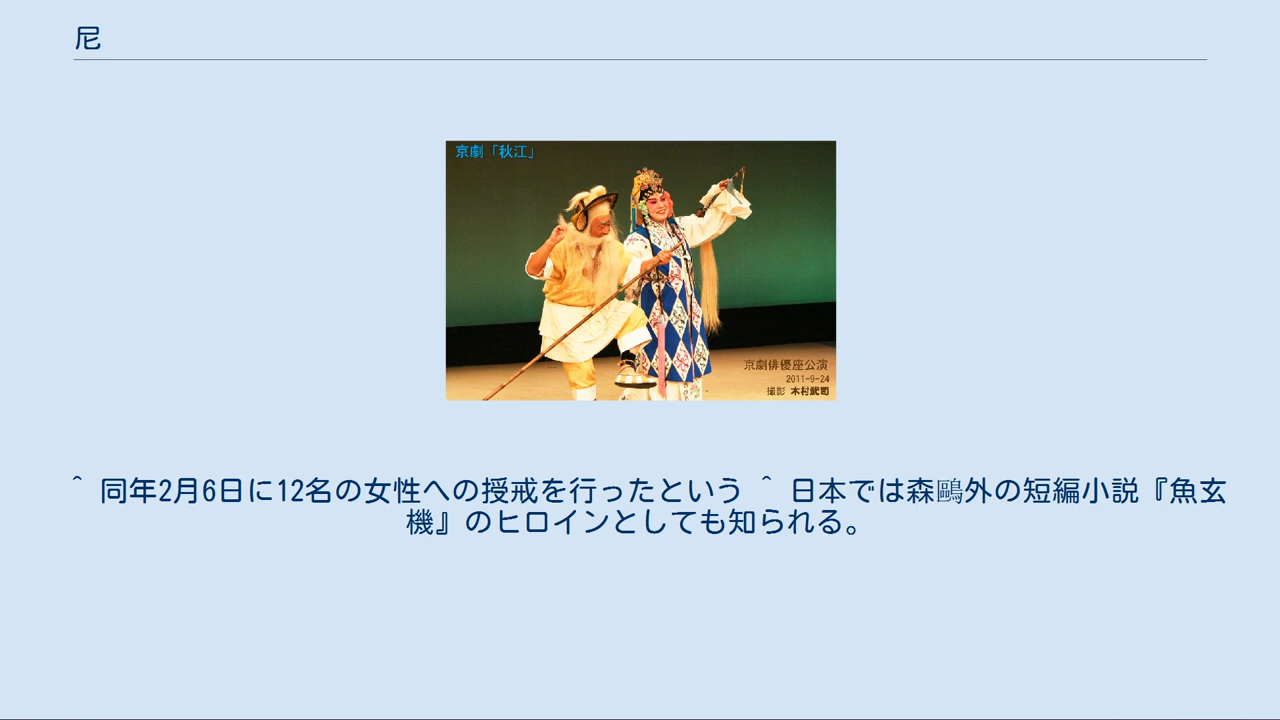 尼
京劇「秋江」
京劇俳優座公演
2011-9-24
撮影 木村武司
^ 同年2月6日に12名の女性への授戒を行ったという ^ 日本では森鷗外の短編小説『魚玄
機』のヒロインとしても知られる。